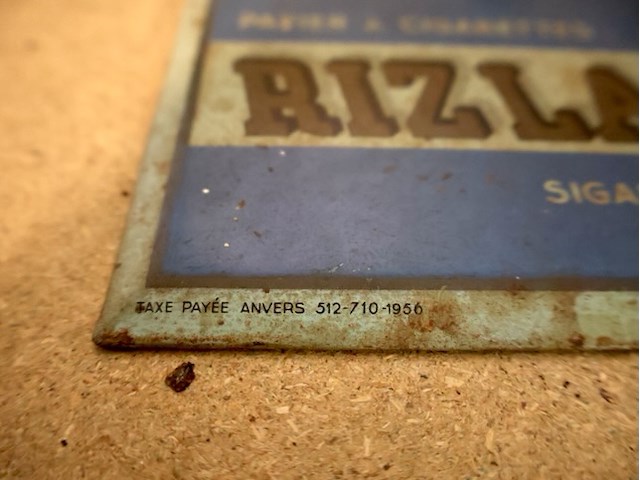 PAPIER À CIGARETTES
RIZLA
SIGA
TAXE PAYÉE ANVERS 512-710-1956